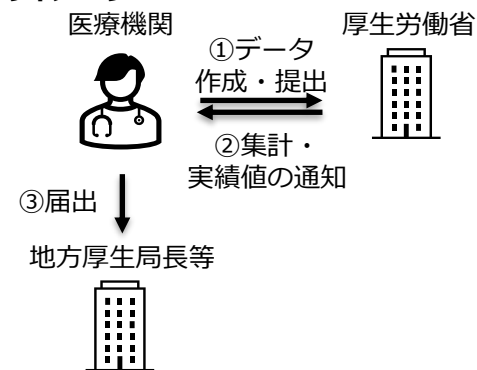 医療機関
厚生労働省
①データ
作成・提出
②集計・
実績値の通知
③届出
地方厚生局長等